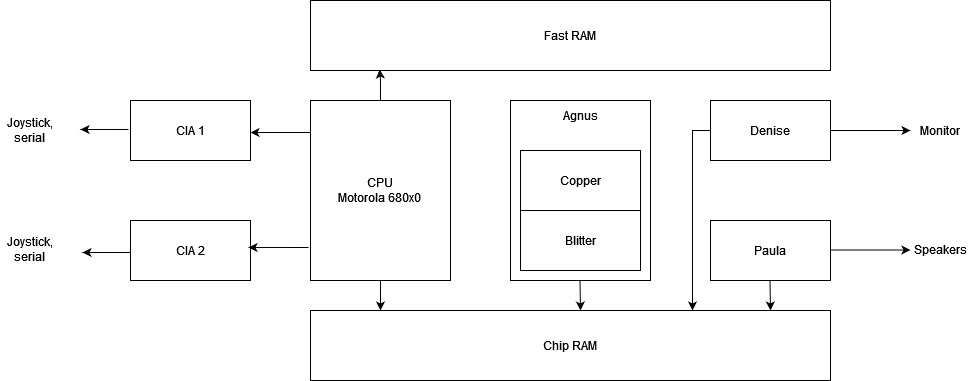 Fast RAM
Joystick,
serial
CIA 1
CPU
Motorola 680x0
Agnus
Copper
Blitter
Denise
Monitor
Joystick,
serial
CIA 2
Paula
Speakers
Chip RAM